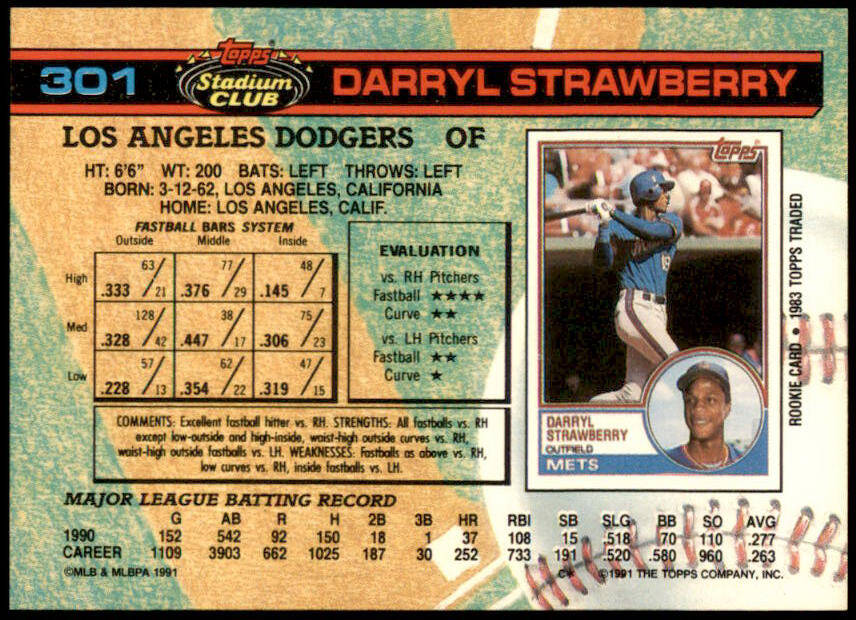 301 Topps Stadium CLUB DARRYL STRAWBERRY
LOS ANGELES DODGERS OF
HT: 6'6" WT: 200 BATS: LEFT THROWS: LEFT
BORN: 3-12-62, LOS ANGELES, CALIFORNIA
HOME: LOS ANGELES, CALIF.
FASTBALL BARS SYSTEM
Outside Middle Inside
High .333 63/21 .376 77/29 .145 48/7
Med .328 128/42 .447 38/17 .306 75/23
Low .228 57/13 .354 62/22 .319 47/15
EVALUATION
vs. RH Pitchers
Fastball ★★★★
Curve ★★
vs. LH Pitchers
Fastball ★★
Curve ★
COMMENTS: Excellent fastball hitter vs. RH. STRENGTHS: All fastballs vs. RH
except low-outside and high-inside, waist-high outside curves vs. RH,
waist-high outside fastballs vs. LH. WEAKNESSES: Fastballs as above vs. RH,
low curves vs. RH, inside fastballs vs. LH.
Topps
18
DARRYL
STRAWBERRY
OUTFIELD
METS
ROOKIE CARD • 1983 TOPPS TRADED
MAJOR LEAGUE BATTING RECORD
G AB R H 2B 3B HR RBI SB SLG BB SO AVG
1990 152 542 92 150 18 1 37 108 15 .518 70 110 .277
CAREER 1109 3903 662 1025 187 30 252 733 191 .520 .580 960 .263
©MLB & MLBPA 1991 C* ©1991 THE TOPPS COMPANY, INC.